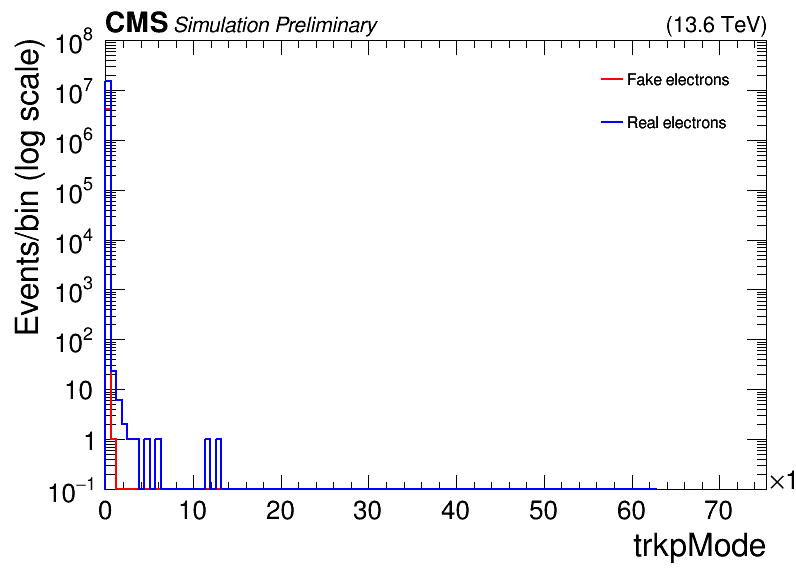 CMS Simulation Preliminary (13.6 TeV)
Events/bin (log scale)
10⁸
10⁷
10⁶
10⁵
10⁴
10³
10²
10
1
10⁻¹
Fake electrons
Real electrons
0 10 20 30 40 50 60 70
×1
trkpMode